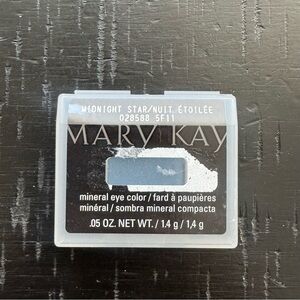 MIDNIGHT STAR/NUIT ÉTOILÉE
028588 5F11
MARY KAY
mineral eye color / fard à paupières
minéral / sombra mineral compacta
.05 OZ. NET WT. / 1.4 g / 1,4 g